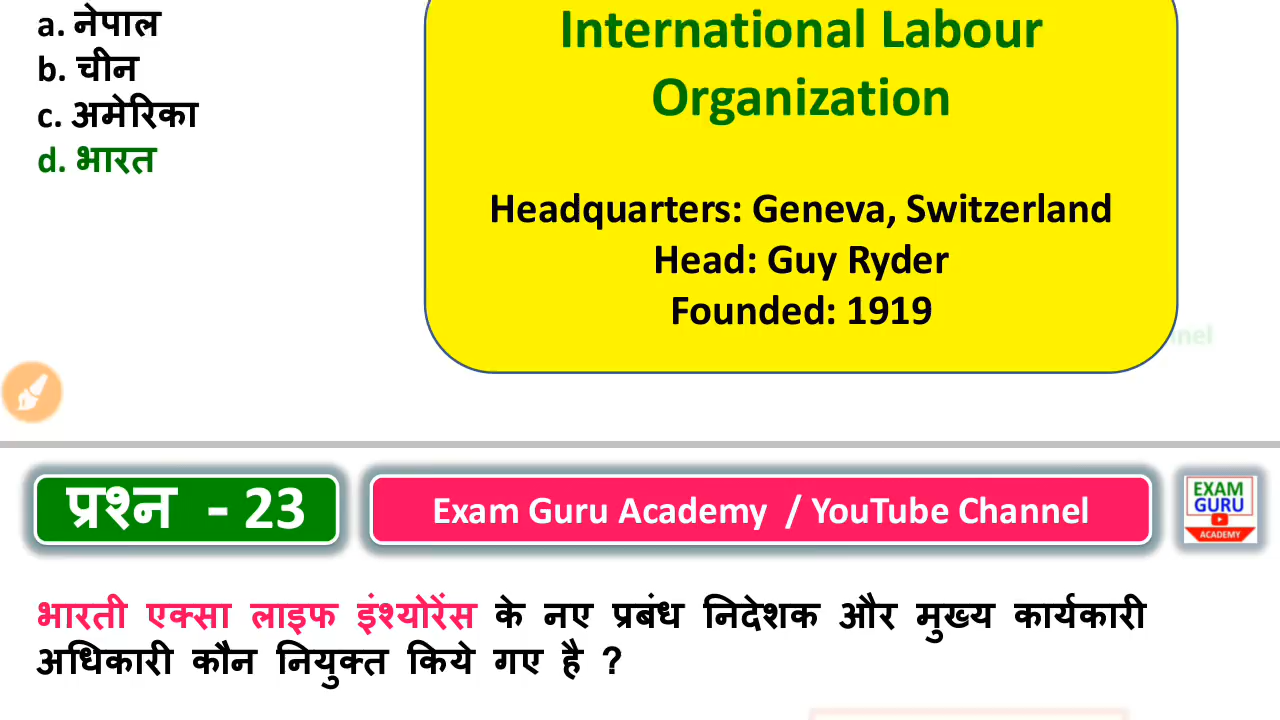 a. नेपाल
b. चीन
c. अमेरिका
d. भारत
International Labour
Organization
Headquarters: Geneva, Switzerland
Head: Guy Ryder
Founded: 1919
nel
प्रश्न - 23
Exam Guru Academy / YouTube Channel
EXAM
GURU
ACADEMY
भारती एक्सा लाइफ इंश्योरेंस के नए प्रबंध निदेशक और मुख्य कार्यकारी
अधिकारी कौन नियुक्त किये गए है ?